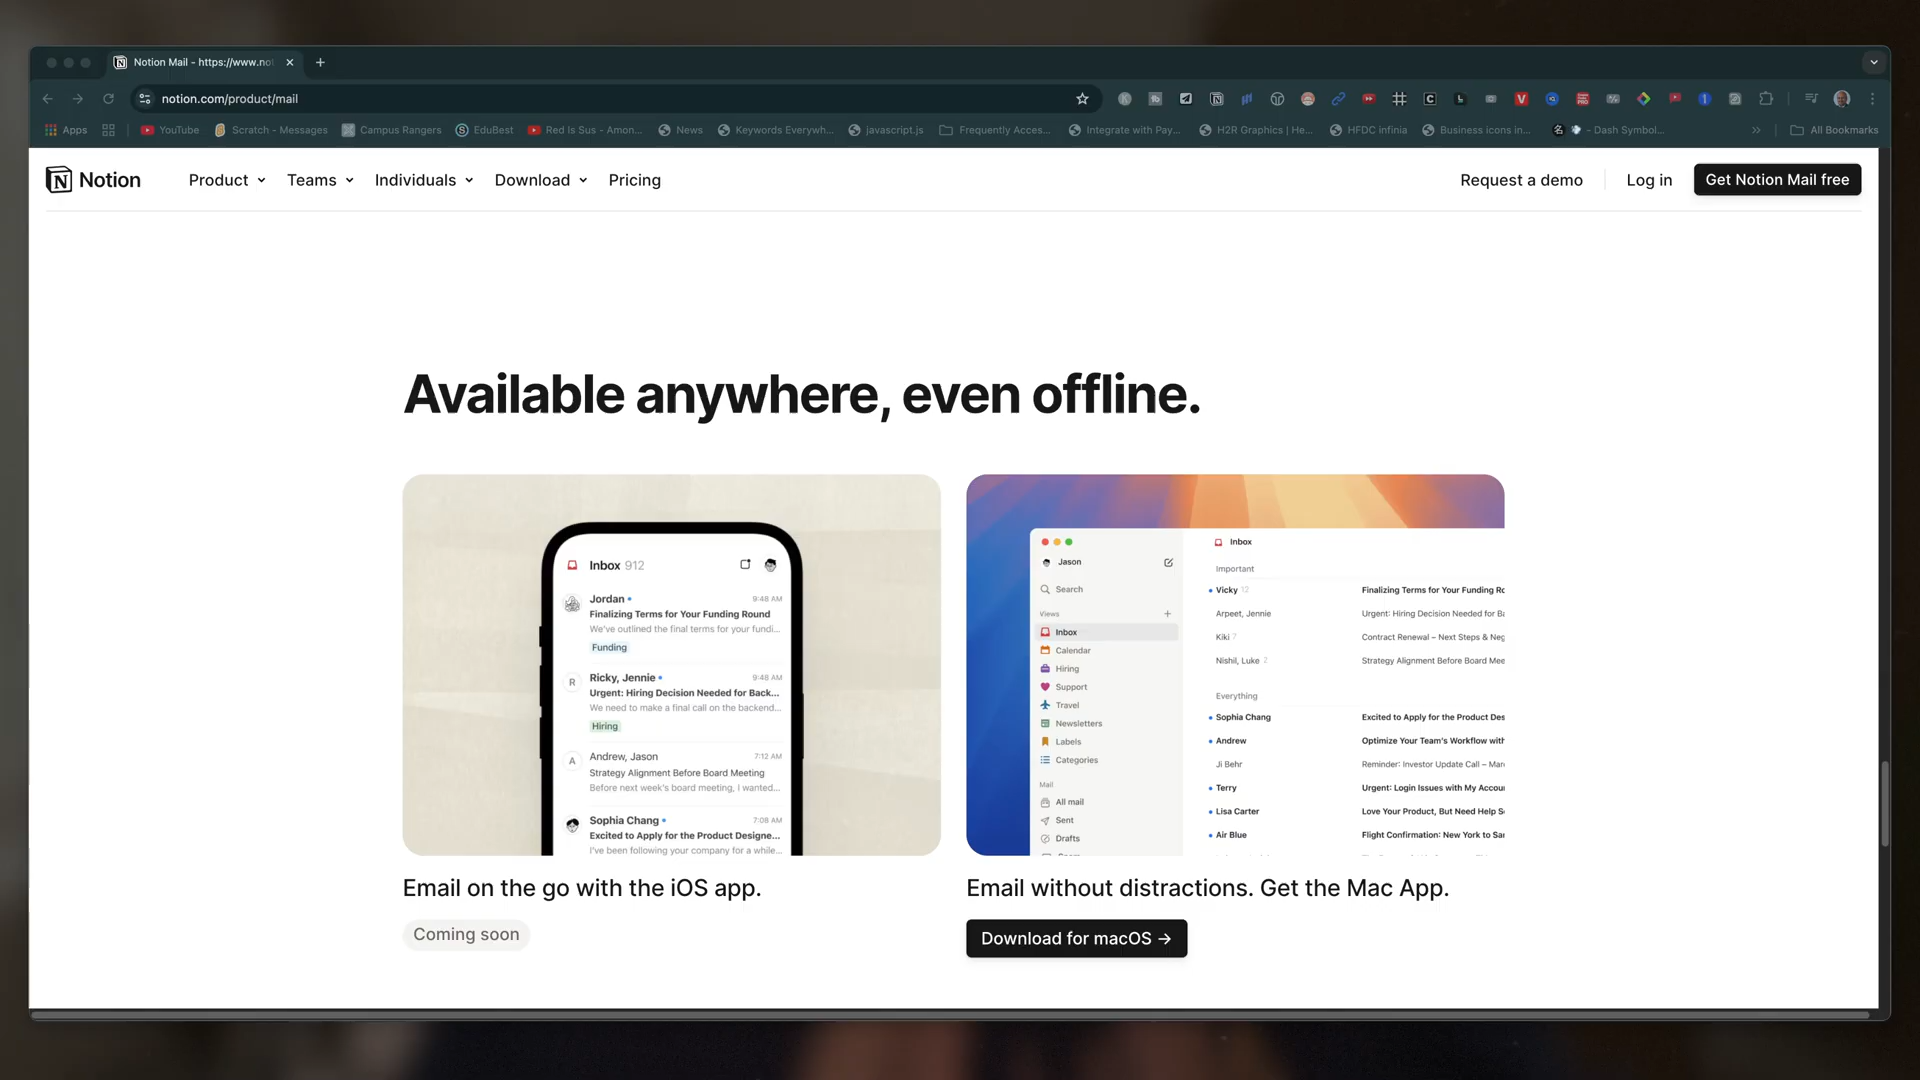 Notion Mail - https://www.no
notion.com/product/mail
Apps
YouTube
Scratch - Messages
Campus Rangers
EduBest
Red Is Sus - Amon...
News
Keywords Everywh...
javascript.js
Frequently Acces...
Integrate with Pay...
H2R Graphics | He...
HFDC infinia
Business icons in...
- Dash Symbol...
All Bookmarks
Notion
Product
Teams
Individuals
Download
Pricing
Request a demo
Log in
Get Notion Mail free
Available anywhere, even offline.
Inbox 912
Jordan
9:48 AM
Finalizing Terms for Your Funding Round
We've outlined the final terms for your fundi...
Funding
R
Ricky, Jennie
9:48 AM
Urgent: Hiring Decision Needed for Back...
We need to make a final call on the backend...
Hiring
A
Andrew, Jason
7:12 AM
Strategy Alignment Before Board Meeting
Before next week's board meeting, I wanted...
Sophia Chang
7:08 AM
Excited to Apply for the Product Designe...
I've been following your company for a while...
Jason
Search
Views
Inbox
Calendar
Hiring
Support
Travel
Newsletters
Labels
Categories
Mail
All mail
Sent
Drafts
Inbox
Important
Vicky 12
Finalizing Terms for Your Funding Rc
Arpeet, Jennie
Urgent: Hiring Decision Needed for Ba
Kiki 7
Contract Renewal – Next Steps & Neg
Nishil, Luke 2
Strategy Alignment Before Board Mee
Everything
Sophia Chang
Excited to Apply for the Product Des
Andrew
Optimize Your Team's Workflow with
Ji Behr
Reminder: Investor Update Call – Mar
Terry
Urgent: Login Issues with My Accou
Lisa Carter
Love Your Product, But Need Help S
Air Blue
Flight Confirmation: New York to Sar
Email on the go with the iOS app.
Coming soon
Email without distractions. Get the Mac App.
Download for macOS →